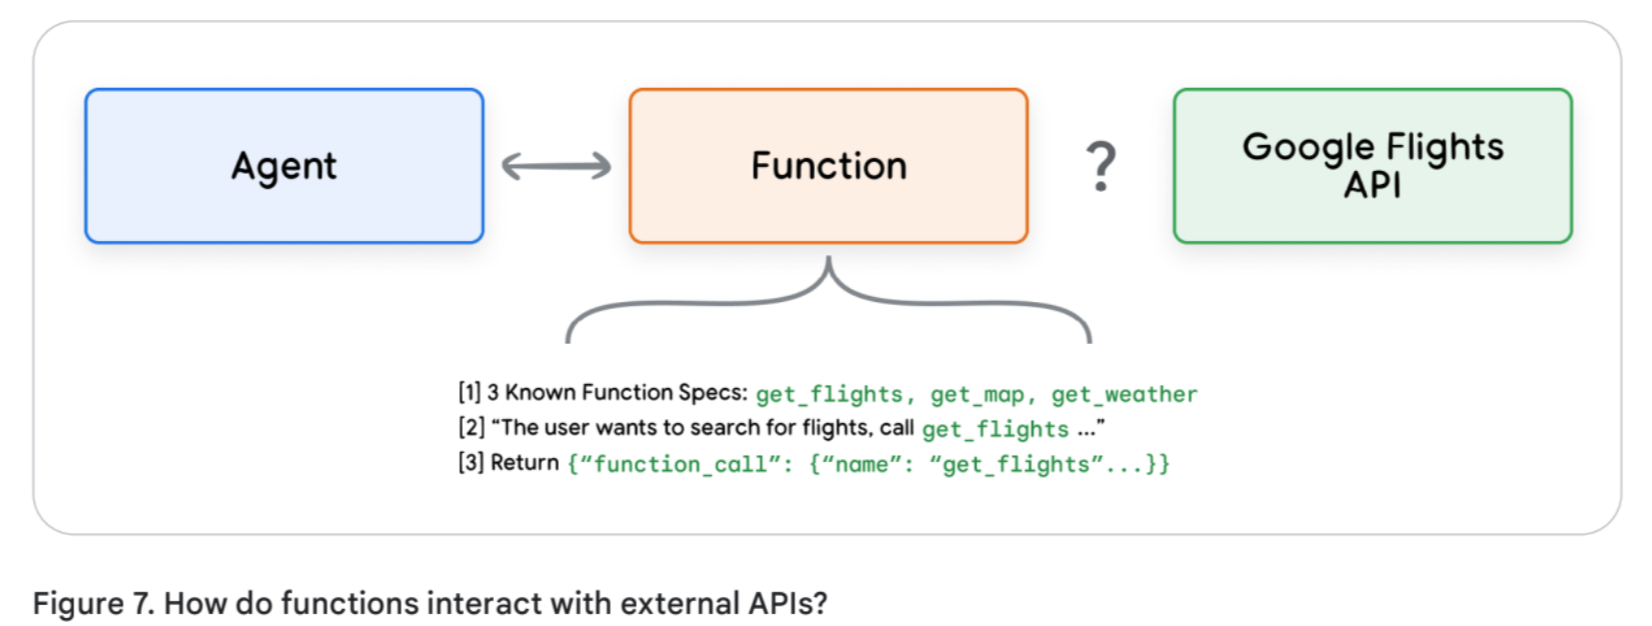 Agent
Function
?
Google Flights
API
[1] 3 Known Function Specs: get_flights, get_map, get_weather
[2] “The user wants to search for flights, call get_flights ...”
[3] Return {“function_call”: {“name”: “get_flights”...}}
Figure 7. How do functions interact with external APIs?